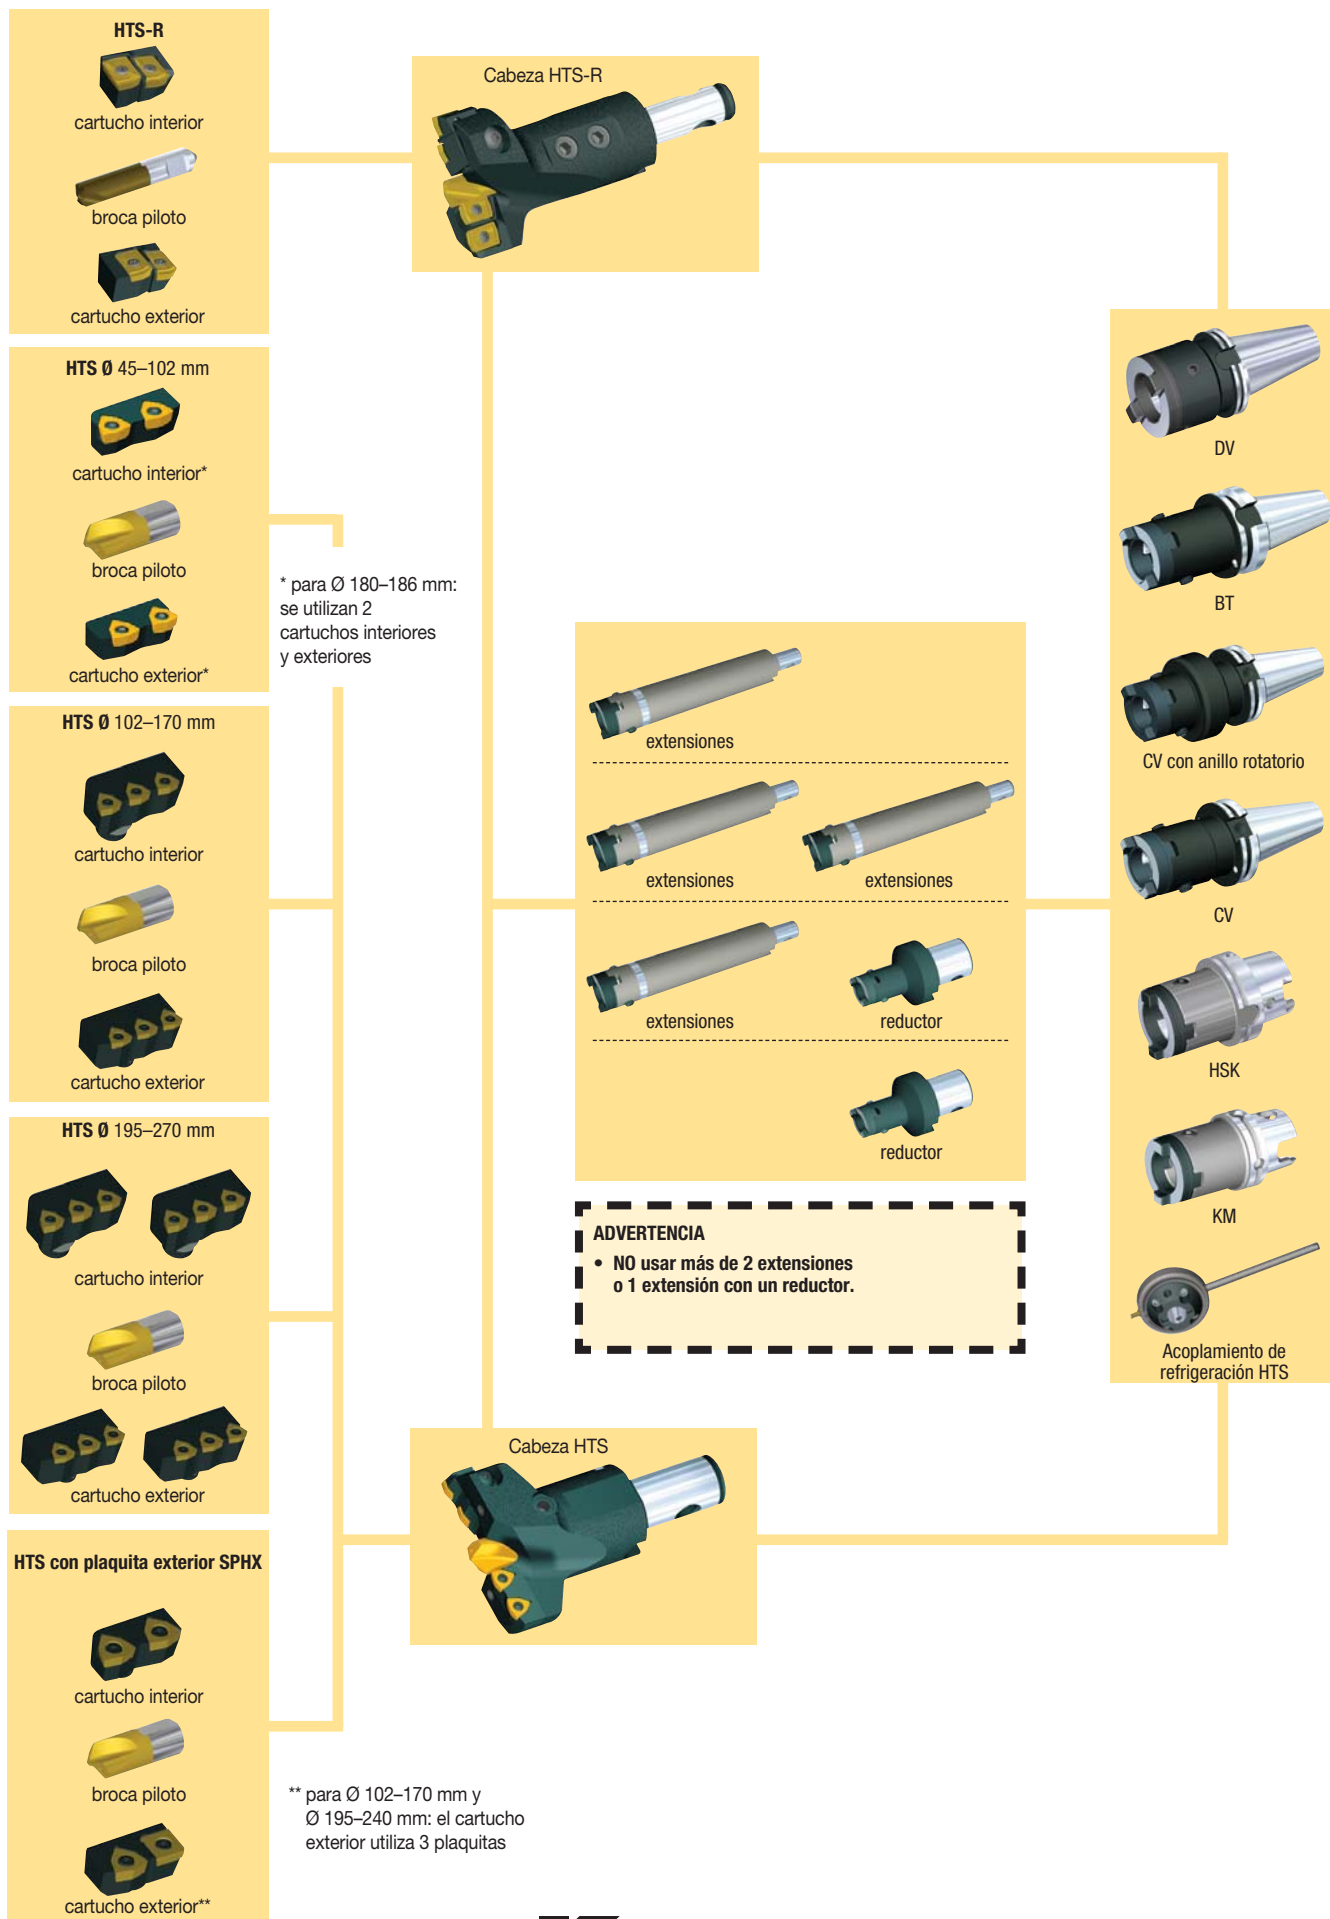 HTS-R
cartucho interior
broca piloto
cartucho exterior
HTS Ø 45–102 mm
cartucho interior*
broca piloto
cartucho exterior*
* para Ø 180–186 mm:
se utilizan 2
cartuchos interiores
y exteriores
HTS Ø 102–170 mm
cartucho interior
broca piloto
cartucho exterior
HTS Ø 195–270 mm
cartucho interior
broca piloto
cartucho exterior
HTS con plaquita exterior SPHX
cartucho interior
broca piloto
cartucho exterior**
** para Ø 102–170 mm y
Ø 195–240 mm: el cartucho
exterior utiliza 3 plaquitas
Cabeza HTS-R
extensiones
extensiones
extensiones
extensiones
reductor
reductor
ADVERTENCIA
• NO usar más de 2 extensiones
o 1 extensión con un reductor.
Cabeza HTS
DV
BT
CV con anillo rotatorio
CV
HSK
KM
Acoplamiento de
refrigeración HTS